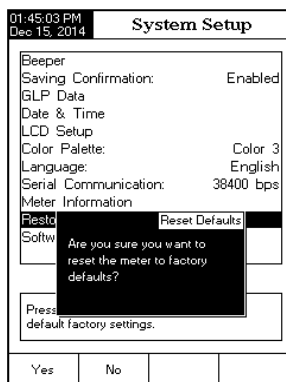 01:45:03 PM
Dec 15, 2014
System Setup
Beeper
Saving Confirmation: Enabled
GLP Data
Date & Time
LCD Setup
Color Palette: Color 3
Language: English
Serial Communication: 38400 bps
Meter Information
Resto
Reset Defaults
Softw
Are you sure you want to
reset the meter to factory
defaults?
Press
default factory settings.
Yes No